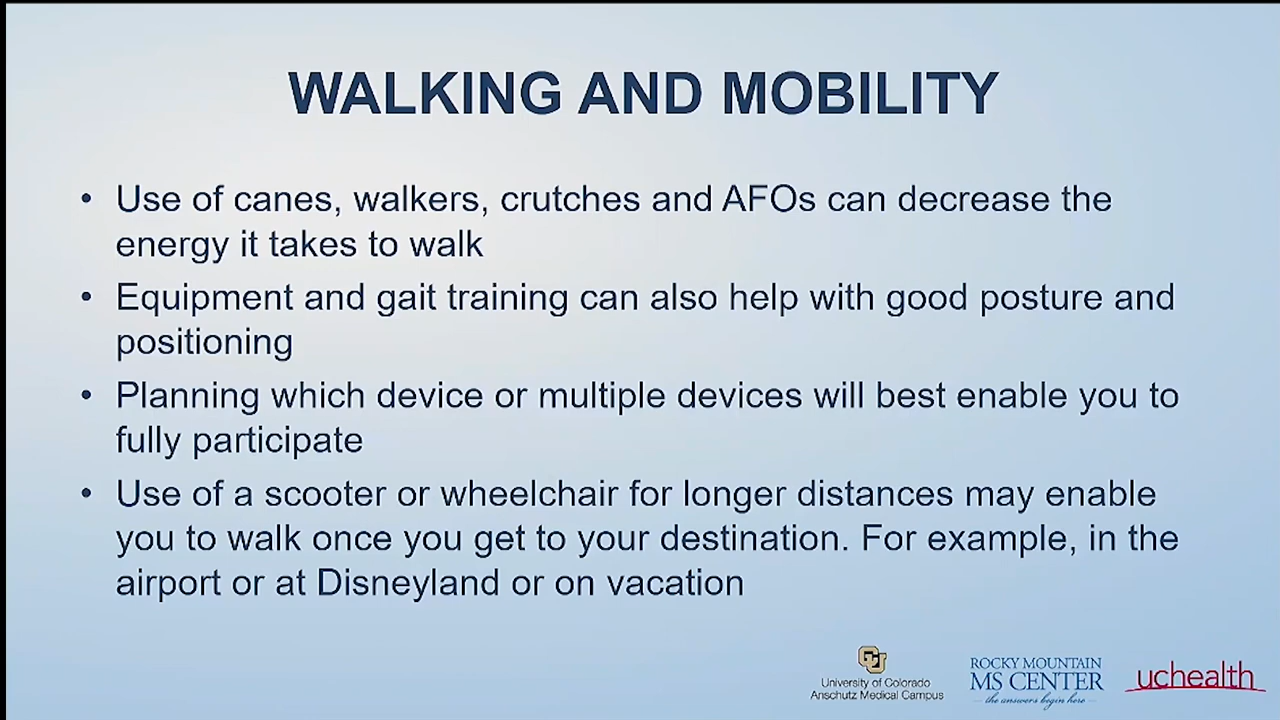 WALKING AND MOBILITY
• Use of canes, walkers, crutches and AFOs can decrease the
energy it takes to walk
• Equipment and gait training can also help with good posture and
positioning
• Planning which device or multiple devices will best enable you to
fully participate
• Use of a scooter or wheelchair for longer distances may enable
you to walk once you get to your destination. For example, in the
airport or at Disneyland or on vacation
CU
University of Colorado
Anschutz Medical Campus
ROCKY MOUNTAIN
MS CENTER
the answers begin here
uchealth